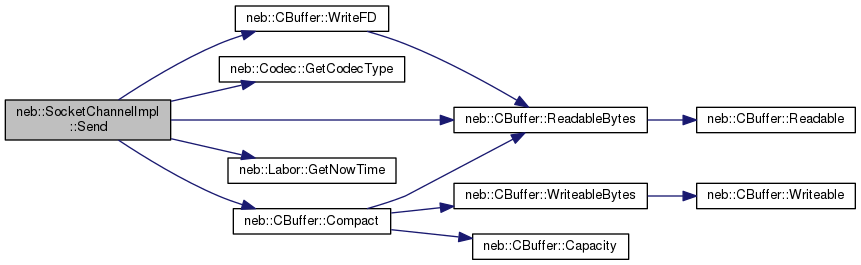 neb::SocketChannelImpl
::Send
neb::CBuffer::WriteFD
neb::Codec::GetCodecType
neb::CBuffer::ReadableBytes
neb::CBuffer::Readable
neb::Labor::GetNowTime
neb::CBuffer::Compact
neb::CBuffer::WriteableBytes
neb::CBuffer::Writeable
neb::CBuffer::Capacity